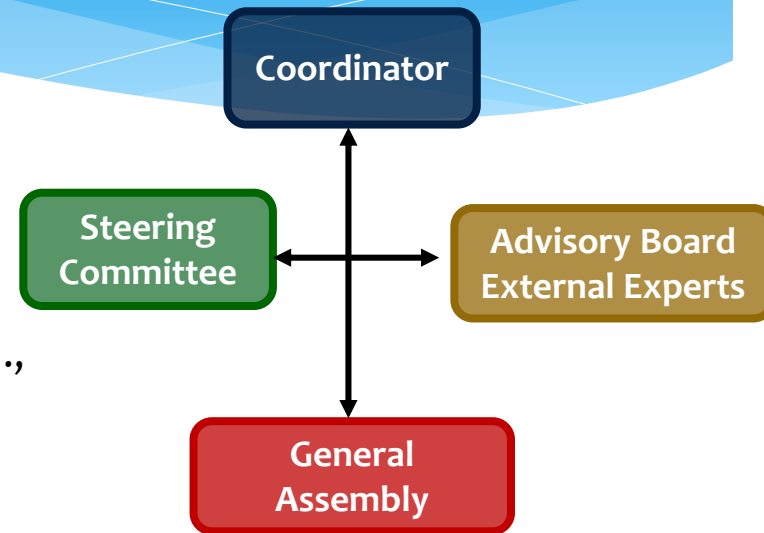 Coordinator
Steering
Committee
Advisory Board
External Experts
.,
General
Assembly